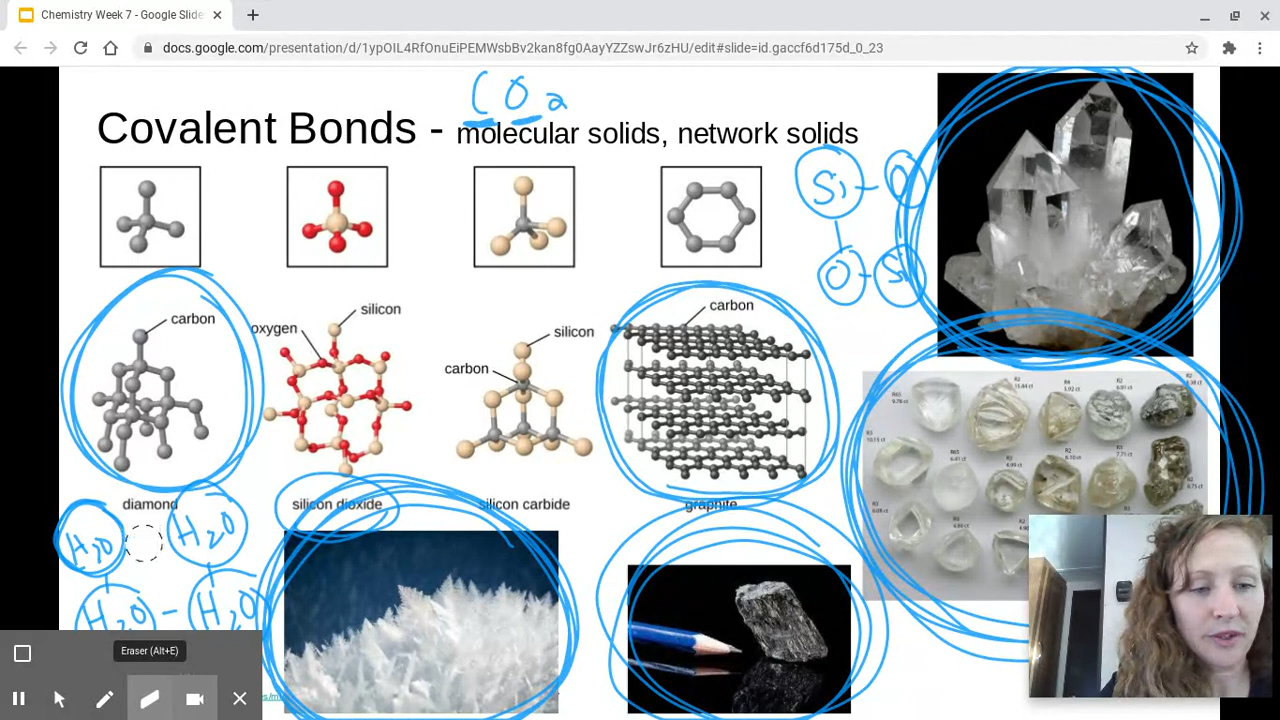 Chemistry Week 7 - Google Slide
docs.google.com/presentation/d/1ypOIL4RfOnuEiPEMWsbBv2kan8fg0AayYZZswJr6zHU/edit#slide=id.gaccf6d175d_0_23
CO2
Covalent Bonds - molecular solids, network solids
Si - O
O - Si
carbon
oxygen
silicon
carbon
silicon
carbon
diamond
silicon dioxide
silicon carbide
graphite
H2O
H2O
H2O - H2O
Eraser (Alt+E)